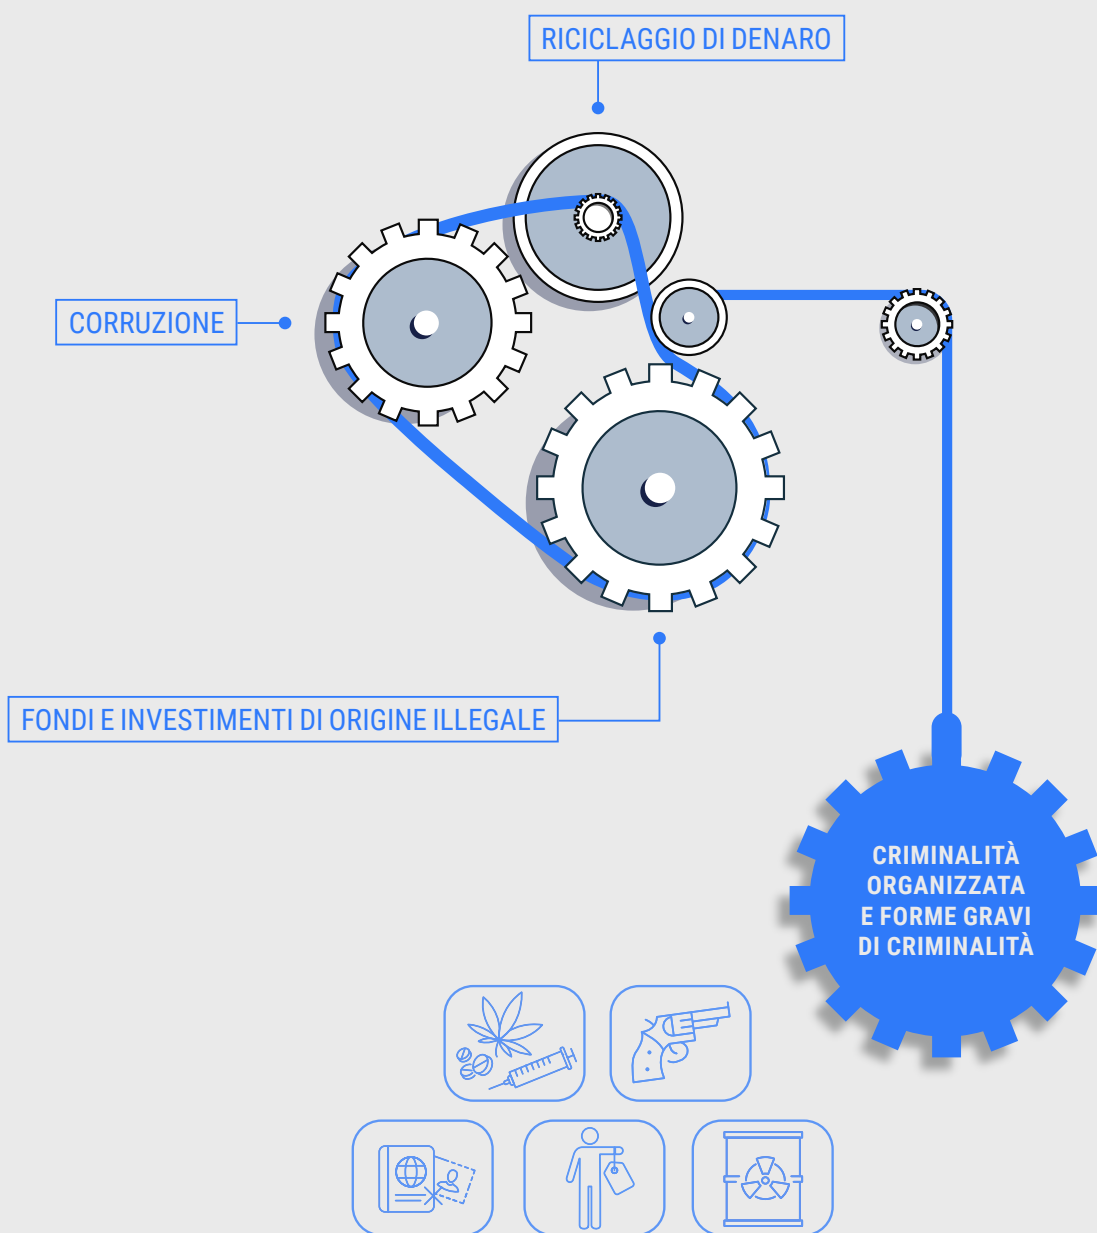 RICICLAGGIO DI DENARO
CORRUZIONE
FONDI E INVESTIMENTI DI ORIGINE ILLEGALE
CRIMINALITÀ
ORGANIZZATA
E FORME GRAVI
DI CRIMINALITÀ